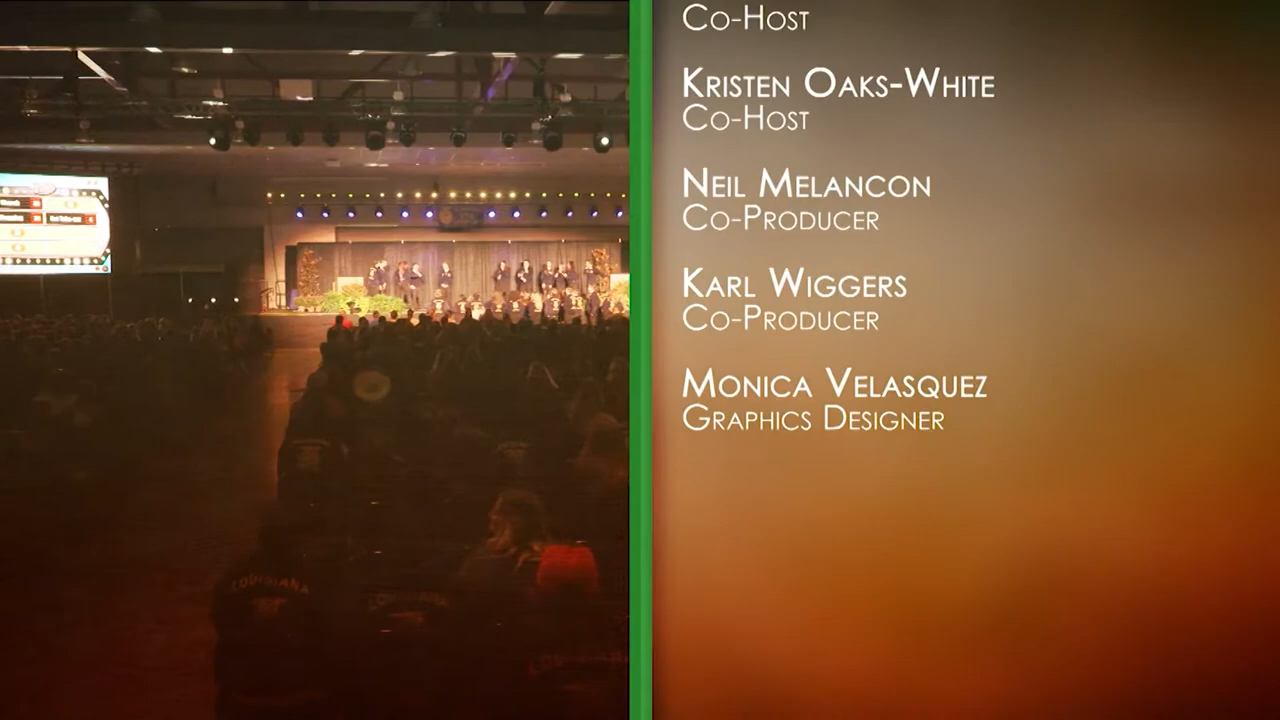 LOUISIANA
Co-Host
Kristen Oaks-White
Co-Host
Neil Melancon
Co-Producer
Karl Wiggers
Co-Producer
Monica Velasquez
Graphics Designer